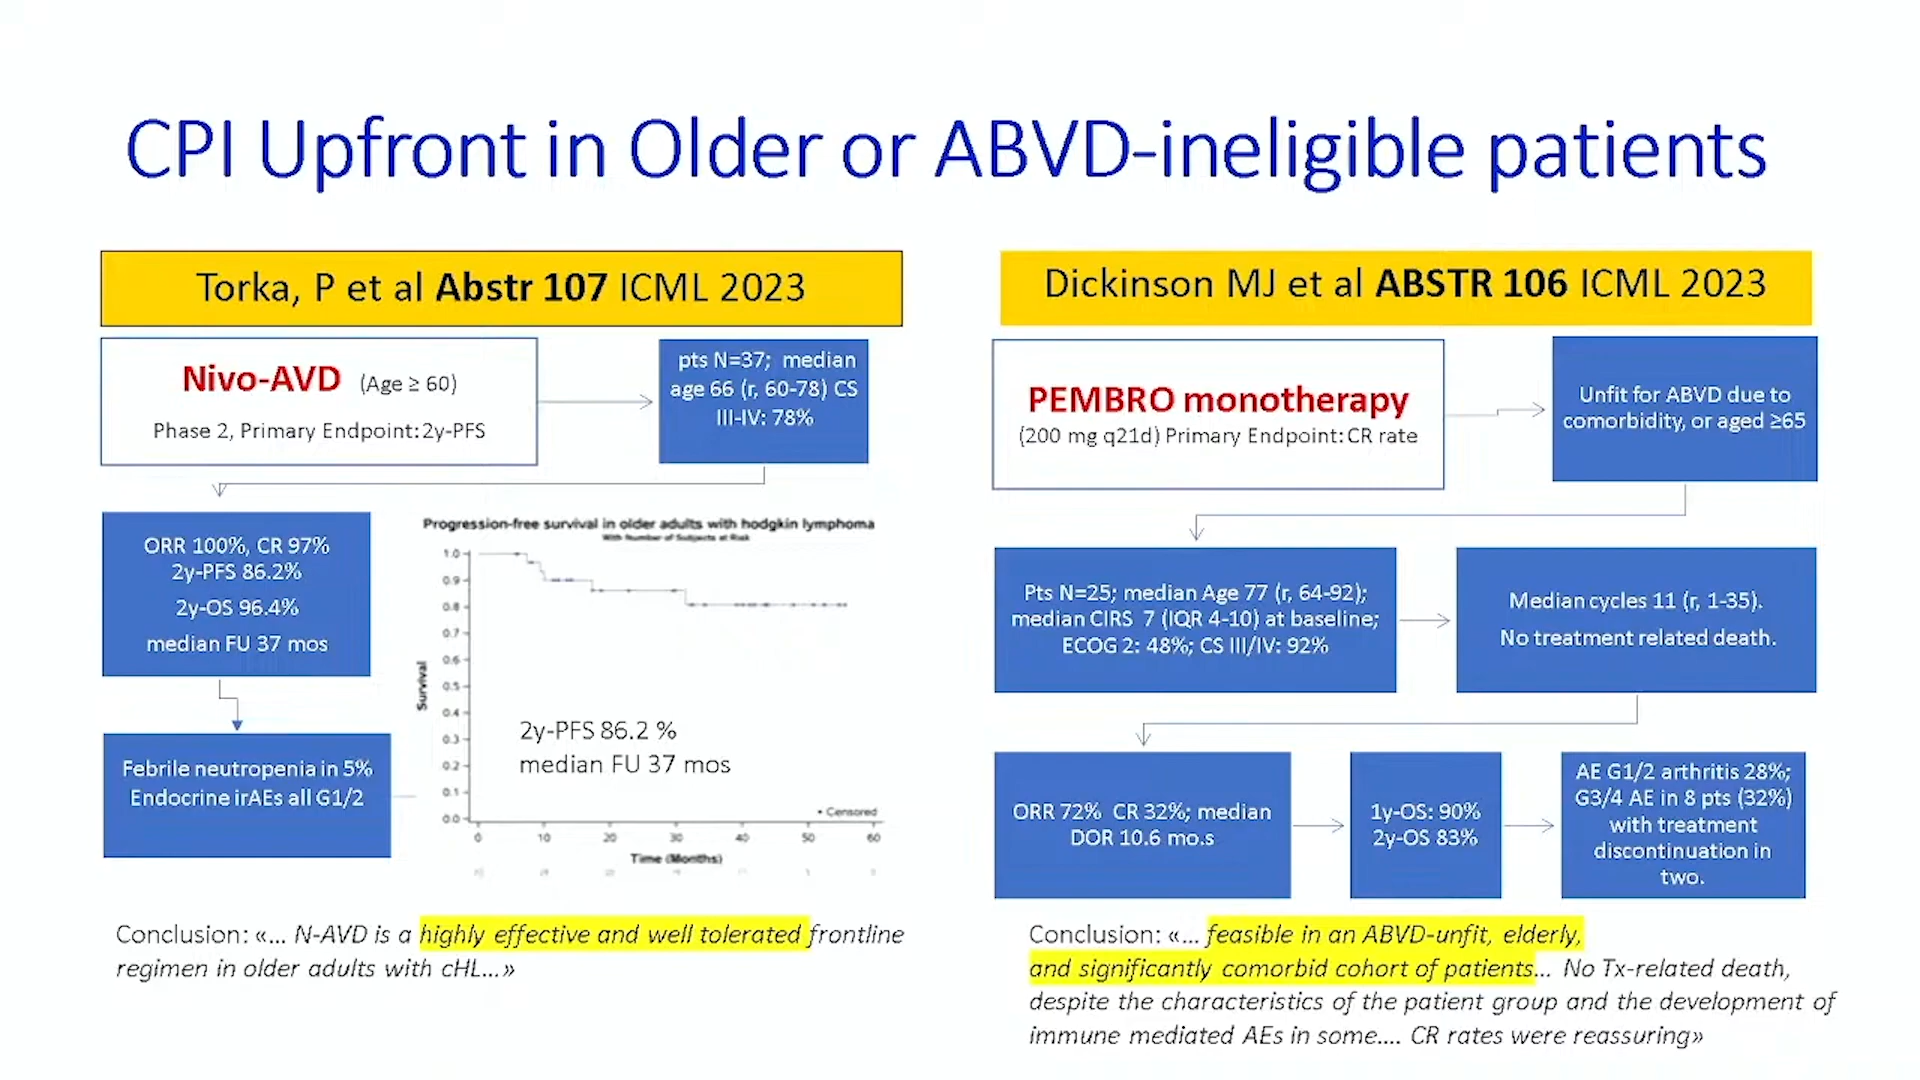 CPI Upfront in Older or ABVD-ineligible patients
Torka, P et al Abstr 107 ICML 2023
Nivo-AVD (Age ≥ 60)
Phase 2, Primary Endpoint: 2y-PFS
pts N=37; median
age 66 (r, 60-78) CS
III-IV: 78%
ORR 100%, CR 97%
2y-PFS 86.2%
2y-OS 96.4%
median FU 37 mos
Febrile neutropenia in 5%
Endocrine irAEs all G1/2
Progression-free survival in older adults with hodgkin lymphoma
With Number of Subjects at Risk
Survival
1.0
0.9
0.8
0.7
0.6
0.5
0.4
0.3
0.2
0.1
0.0
2y-PFS 86.2 %
median FU 37 mos
Censored
0 10 20 30 40 50 60
Time (Months)
Conclusion: «… N-AVD is a highly effective and well tolerated frontline
regimen in older adults with cHL…»
Dickinson MJ et al ABSTR 106 ICML 2023
PEMBRO monotherapy
(200 mg q21d) Primary Endpoint: CR rate
Unfit for ABVD due to
comorbidity, or aged ≥65
Pts N=25; median Age 77 (r, 64-92);
median CIRS 7 (IQR 4-10) at baseline;
ECOG 2: 48%; CS III/IV: 92%
Median cycles 11 (r, 1-35).
No treatment related death.
ORR 72% CR 32%; median
DOR 10.6 mo.s
1y-OS: 90%
2y-OS 83%
AE G1/2 arthritis 28%;
G3/4 AE in 8 pts (32%)
with treatment
discontinuation in
two.
Conclusion: «… feasible in an ABVD-unfit, elderly,
and significantly comorbid cohort of patients… No Tx-related death,
despite the characteristics of the patient group and the development of
immune mediated AEs in some…. CR rates were reassuring»